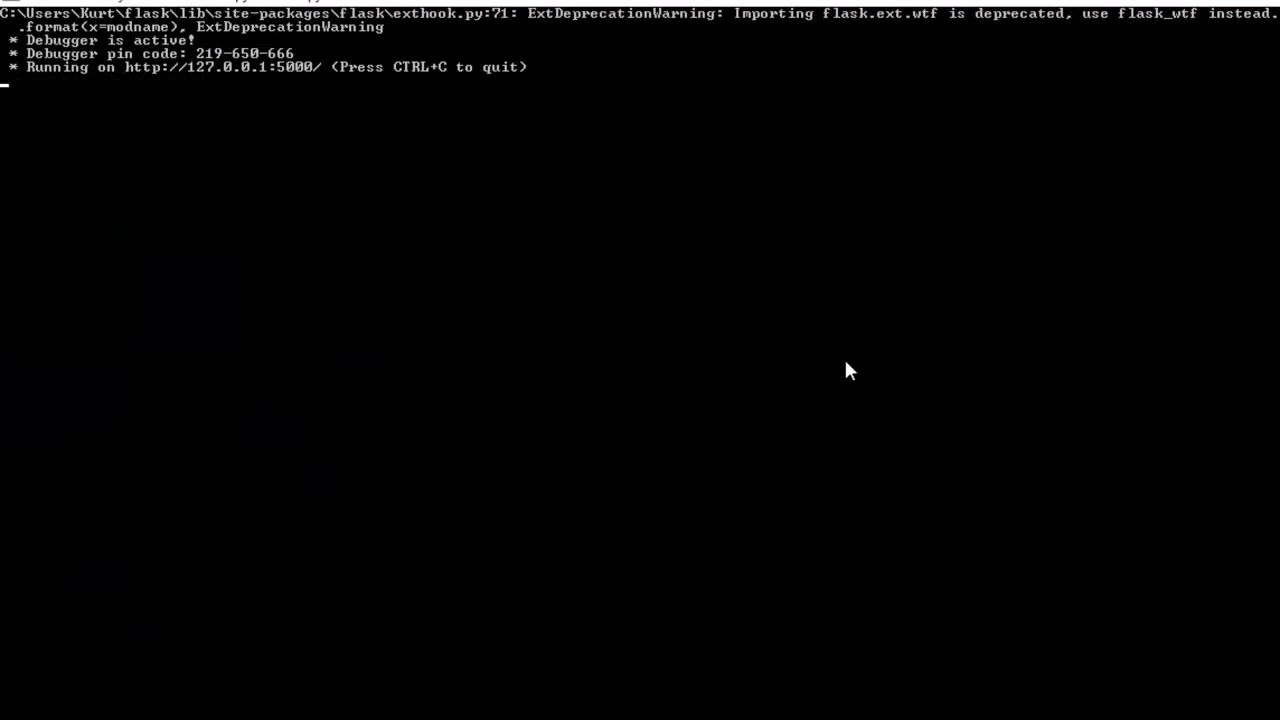 C:\Users\Kurt\flask\lib\site-packages\flask\exthook.py:71: ExtDeprecationWarning: Importing flask.ext.wtf is deprecated, use flask_wtf instead.
.format(x=modname), ExtDeprecationWarning
* Debugger is active!
* Debugger pin code: 219-650-666
* Running on http://127.0.0.1:5000/ (Press CTRL+C to quit)